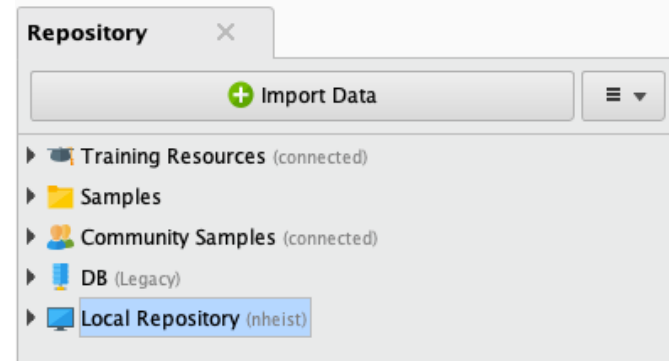 Repository
Import Data
Training Resources (connected)
Samples
Community Samples (connected)
DB (Legacy)
Local Repository (nheist)